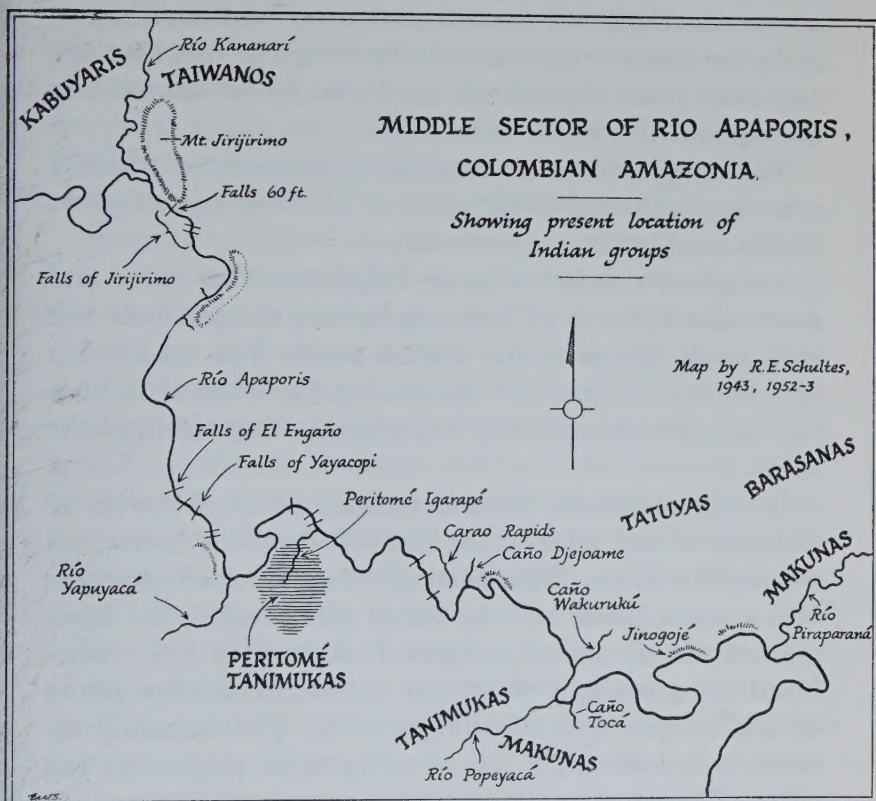 Río Kananarí
KABUYARIS
TAIWANOS
Mt. Jirijirimo
Falls 60 ft.
Falls of Jirijirimo
MIDDLE SECTOR OF RIO APAPORIS,
COLOMBIAN AMAZONIA.
Showing present location of
Indian groups
Map by R.E.Schultes,
1943, 1952-3
Río Apaporis
Falls of El Engaño
Falls of Yayacopi
Peritomé Igarapé
Carao Rapids
Caño Djejoame
TATUYAS
BARASANAS
MAKUNAS
Río
Yapuyacá
Caño
Wakurukú
Jinogojé
Río
Piraparaná
PERITOMÉ
TANIMUKAS
TANIMUKAS
Caño
Tocá
MAKUNAS
Río Popeyacá